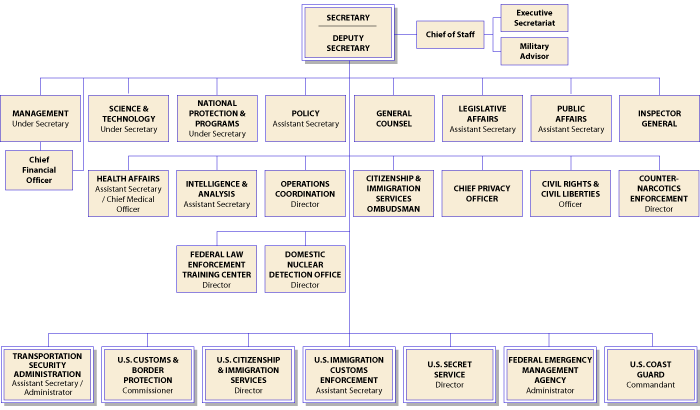 SECRETARY
DEPUTY
SECRETARY
Chief of Staff
Executive
Secretariat
Military
Advisor
MANAGEMENT
Under Secretary
SCIENCE &
TECHNOLOGY
Under Secretary
NATIONAL
PROTECTION &
PROGRAMS
Under Secretary
POLICY
Assistant Secretary
GENERAL
COUNSEL
LEGISLATIVE
AFFAIRS
Assistant Secretary
PUBLIC
AFFAIRS
Assistant Secretary
INSPECTOR
GENERAL
Chief
Financial
Officer
HEALTH AFFAIRS
Assistant Secretary
/ Chief Medical
Officer
INTELLIGENCE &
ANALYSIS
Assistant Secretary
OPERATIONS
COORDINATION
Director
CITIZENSHIP &
IMMIGRATION
SERVICES
OMBUDSMAN
CHIEF PRIVACY
OFFICER
CIVIL RIGHTS &
CIVIL LIBERTIES
Officer
COUNTER-
NARCOTICS
ENFORCEMENT
Director
FEDERAL LAW
ENFORCEMENT
TRAINING CENTER
Director
DOMESTIC
NUCLEAR
DETECTION OFFICE
Director
TRANSPORTATION
SECURITY
ADMINISTRATION
Assistant Secretary /
Administrator
U.S. CUSTOMS &
BORDER
PROTECTION
Commissioner
U.S. CITIZENSHIP
& IMMIGRATION
SERVICES
Director
U.S. IMMIGRATION
CUSTOMS
ENFORCEMENT
Assistant Secretary
U.S. SECRET
SERVICE
Director
FEDERAL EMERGENCY
MANAGEMENT
AGENCY
Administrator
U.S. COAST
GUARD
Commandant